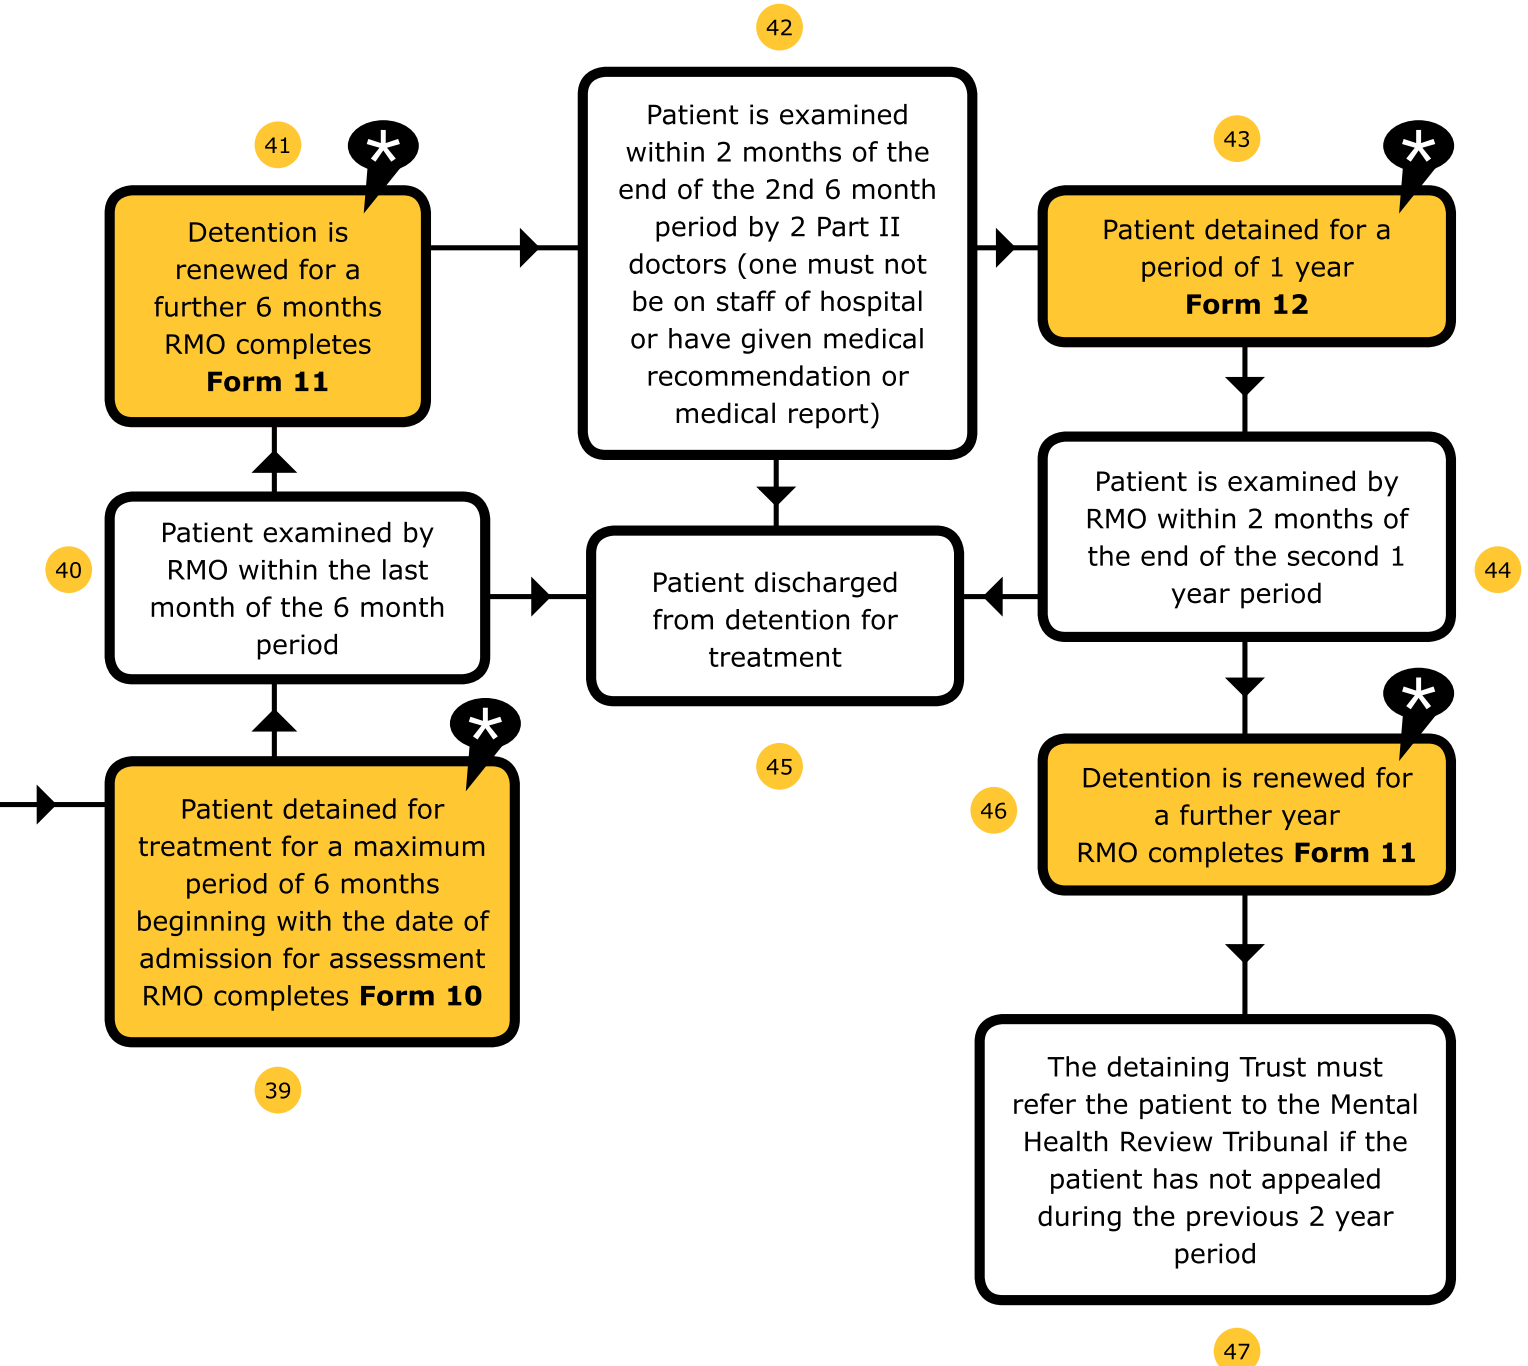 42
Patient is examined
within 2 months of the
end of the 2nd 6 month
period by 2 Part II
doctors (one must not
be on staff of hospital
or have given medical
recommendation or
medical report)
41
*
Detention is
renewed for a
further 6 months
RMO completes
Form 11
43
*
Patient detained for a
period of 1 year
Form 12
40
Patient examined by
RMO within the last
month of the 6 month
period
Patient discharged
from detention for
treatment
45
Patient is examined by
RMO within 2 months of
the end of the second 1
year period
44
*
Patient detained for
treatment for a maximum
period of 6 months
beginning with the date of
admission for assessment
RMO completes Form 10
39
46
*
Detention is renewed for
a further year
RMO completes Form 11
The detaining Trust must
refer the patient to the Mental
Health Review Tribunal if the
patient has not appealed
during the previous 2 year
period
47